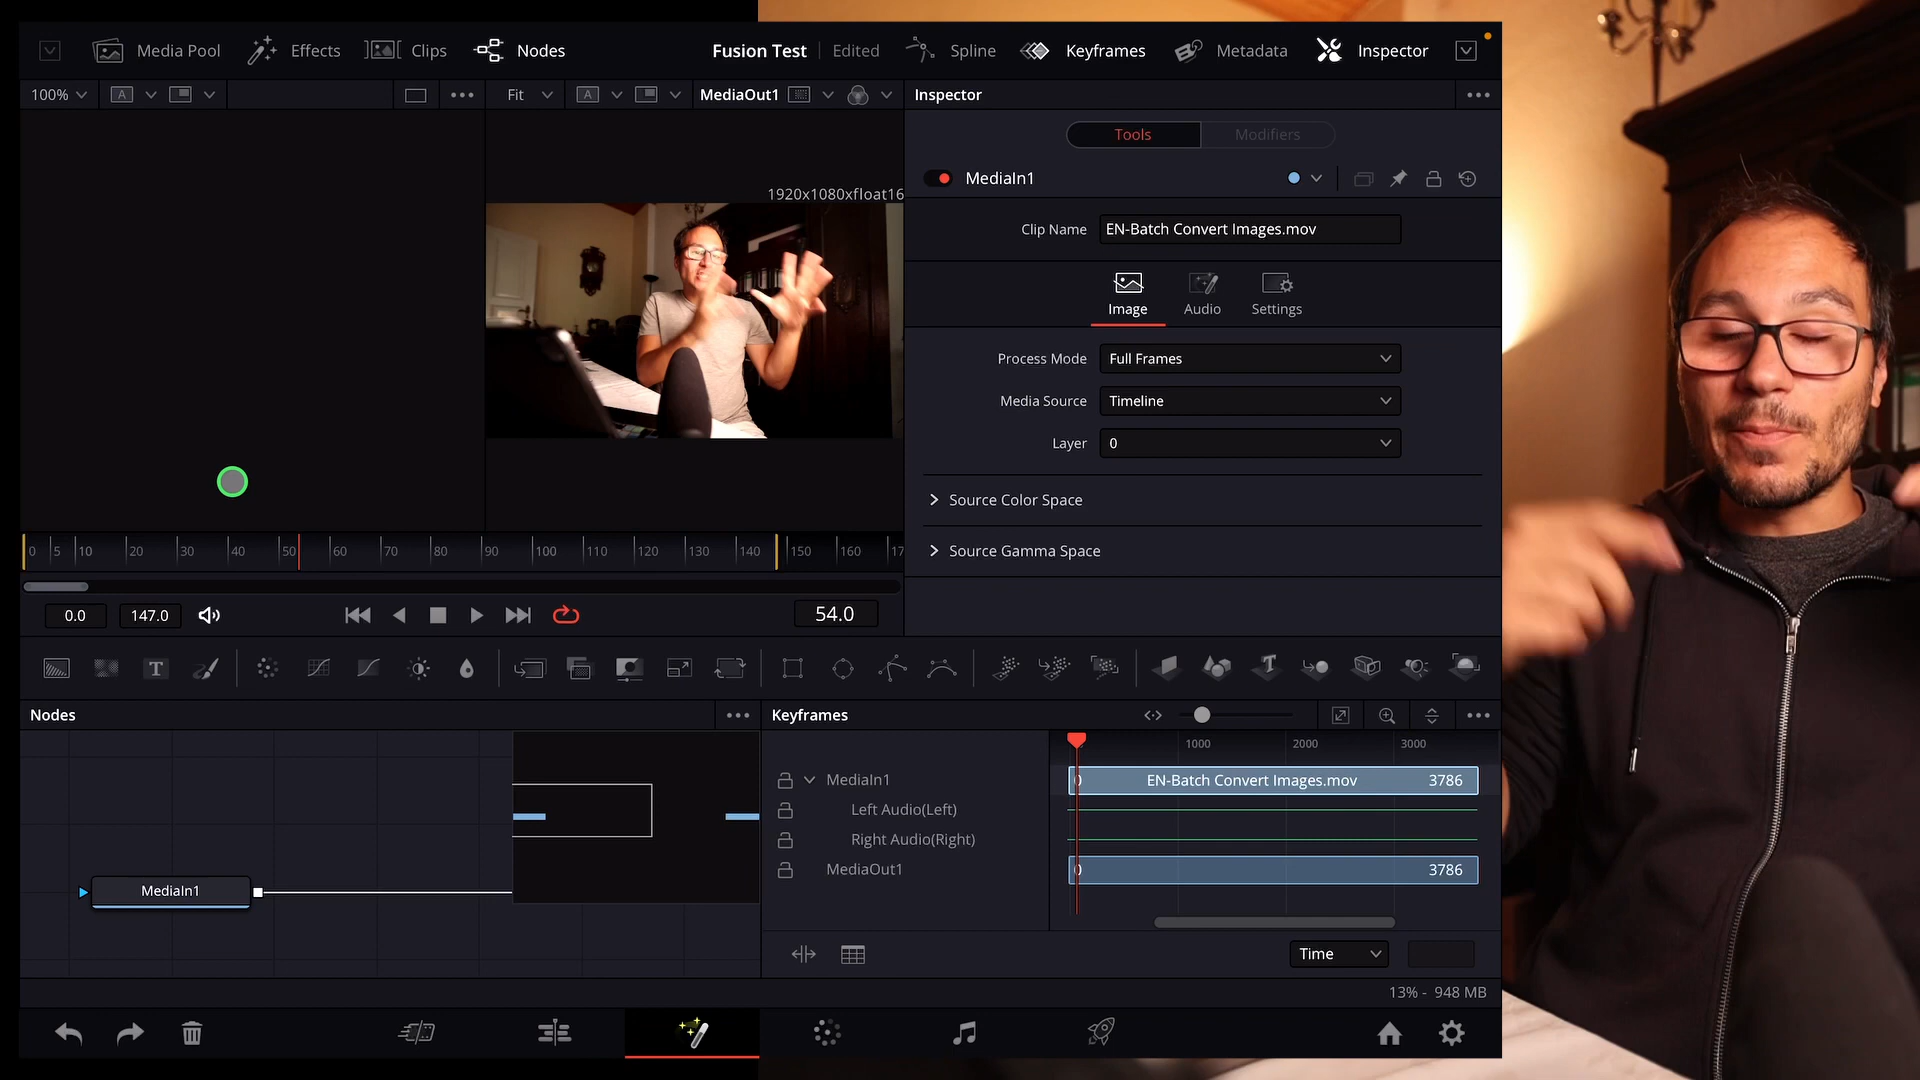 Media Pool Effects Clips Nodes Fusion Test Edited Spline Keyframes Metadata Inspector
100% A Fit A MediaOut1 Inspector
Tools Modifiers
MediaIn1
1920x1080xfloat16
Clip Name EN-Batch Convert Images.mov
Image Audio Settings
Process Mode Full Frames
Media Source Timeline
Layer 0
Source Color Space
0 5 10 20 30 40 50 60 70 80 90 100 110 120 130 140 150 160 17
Source Gamma Space
0.0 147.0 54.0
T T
Nodes Keyframes
1000 2000 3000
MediaIn1 0 EN-Batch Convert Images.mov 3786
Left Audio(Left)
Right Audio(Right)
MediaOut1 0 3786
MediaIn1
Time
13% - 948 MB